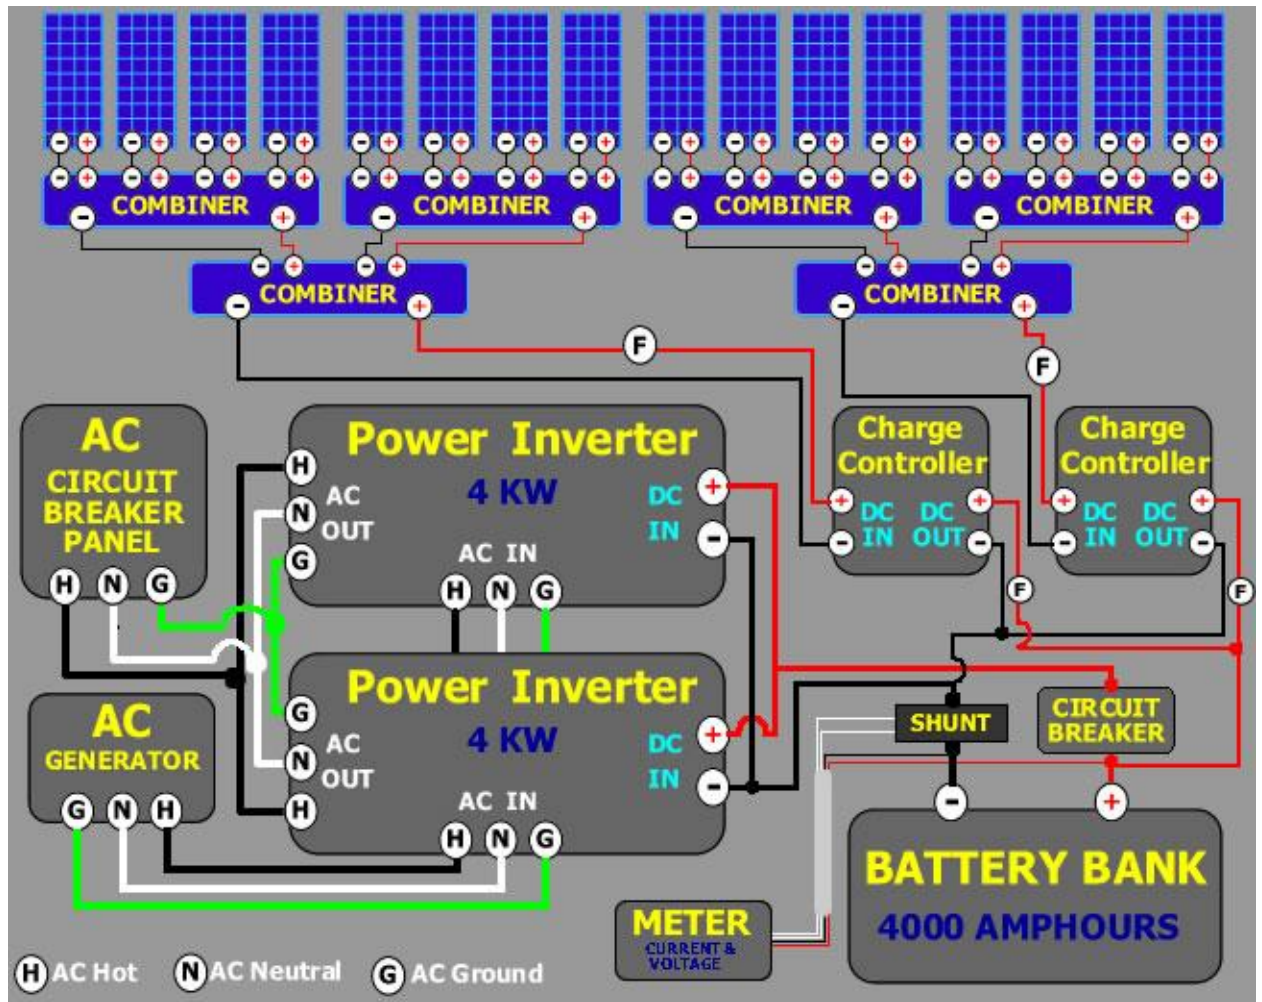 - + - + - + - + - + - + - + - + - + - + - + - + - + - + - + - +
- + - + - + - + - + - + - + - + - + - + - + - + - + - + - + - +
COMBINER COMBINER COMBINER COMBINER
- + - + - + - +
- + - + - + - +
COMBINER COMBINER
- + - +
F
F
AC
CIRCUIT
BREAKER
PANEL
H N G
Power Inverter
4 KW
H
N
G
AC
OUT
DC
IN
+
-
AC IN
H N G
Charge
Controller
+ +
DC DC
IN OUT
- -
F
Charge
Controller
+ +
DC DC
IN OUT
- -
F
AC
GENERATOR
G N H
Power Inverter
4 KW
G
N
H
AC
OUT
DC
IN
+
-
AC IN
H N G
SHUNT
CIRCUIT
BREAKER
- +
BATTERY BANK
4000 AMPHOURS
METER
CURRENT &
VOLTAGE
H AC Hot N AC Neutral G AC Ground